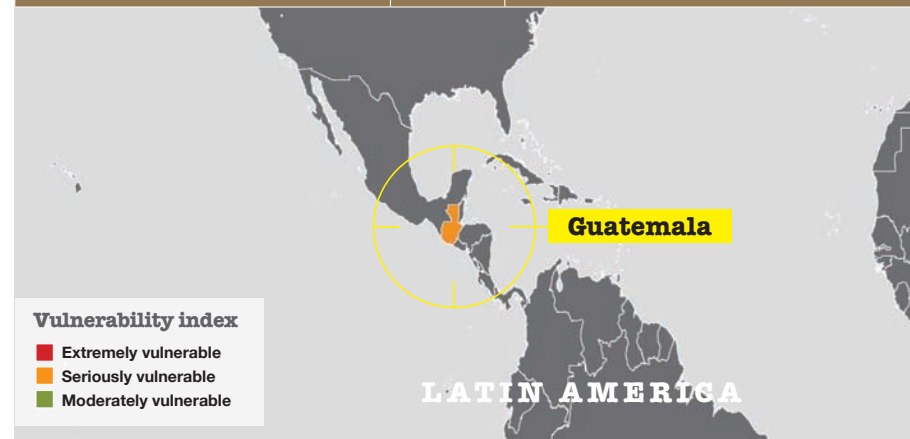 Guatemala
Vulnerability index
Extremely vulnerable
Seriously vulnerable
Moderately vulnerable
LATIN AMERICA